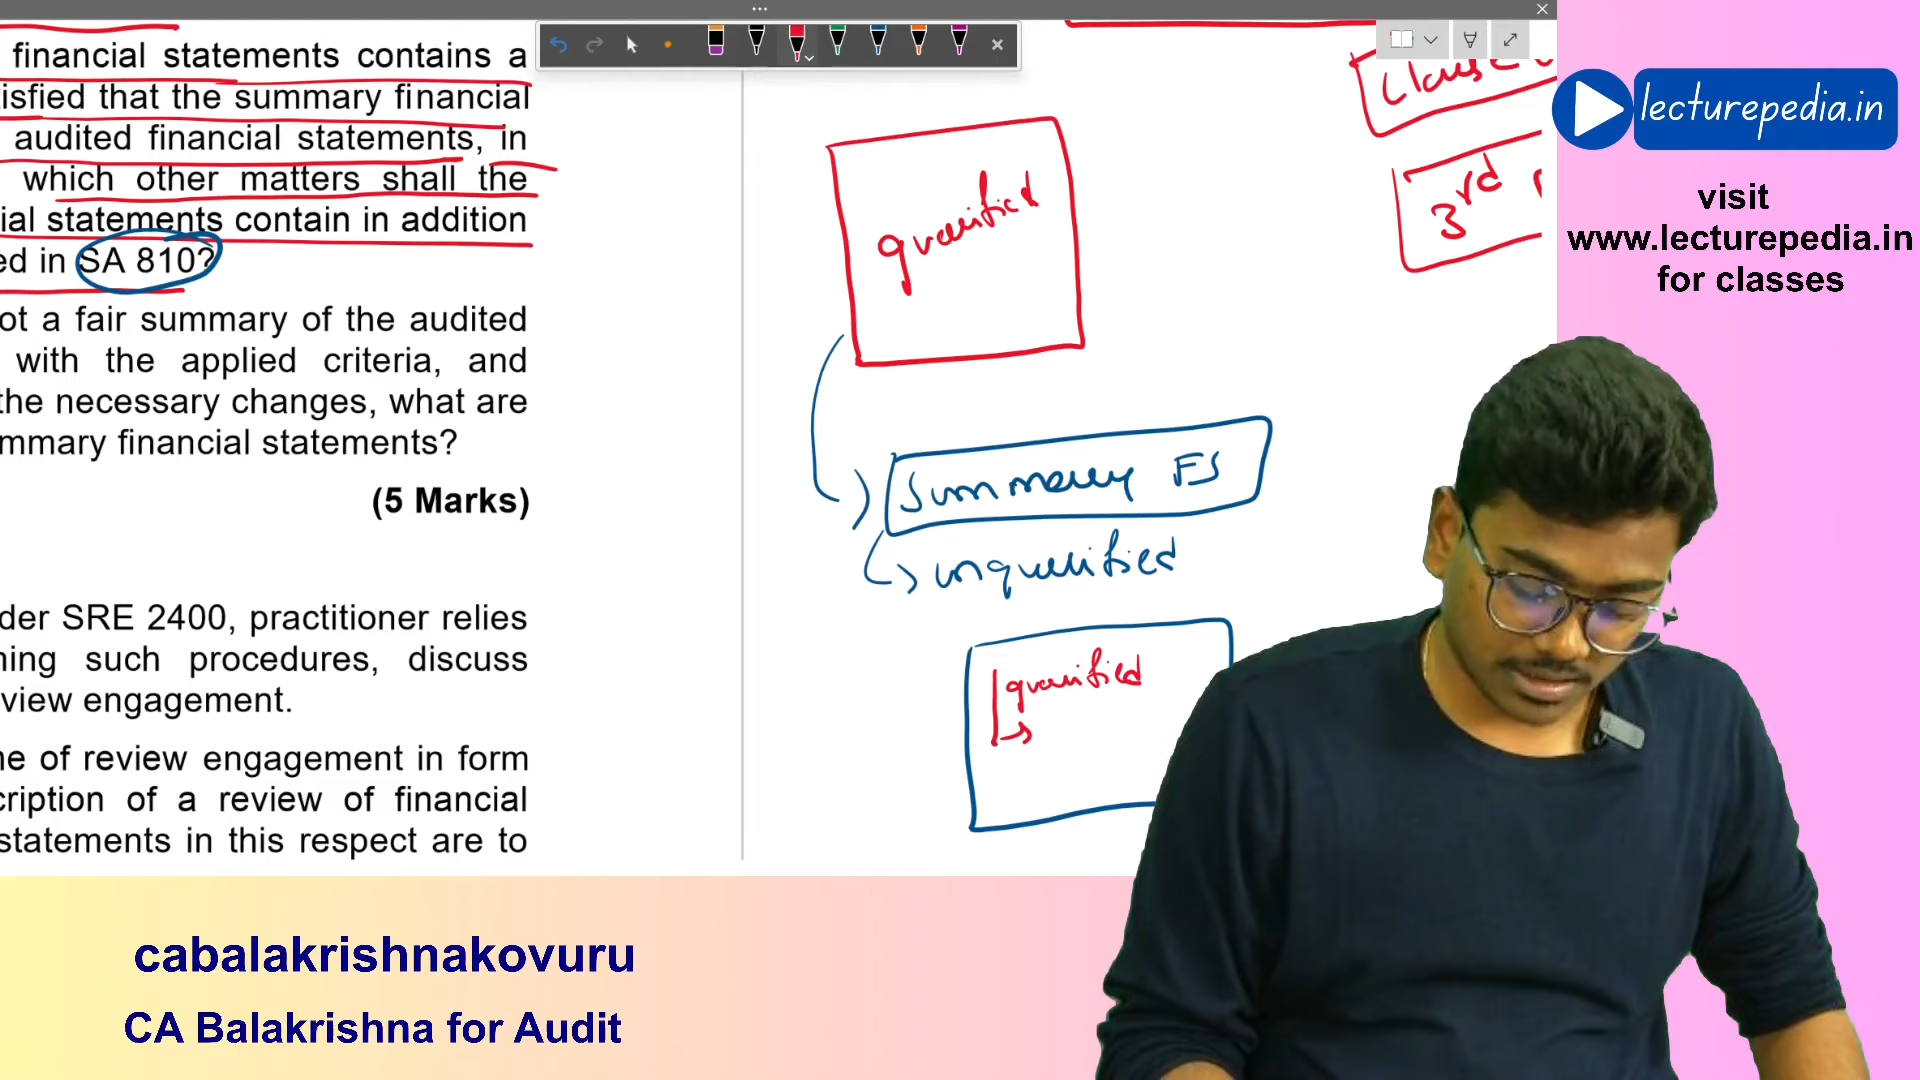 financial statements contains a
isfied that the summary financial
audited financial statements, in
which other matters shall the
ial statements contain in addition
ed in SA 810?
ot a fair summary of the audited
with the applied criteria, and
the necessary changes, what are
mmary financial statements?
(5 Marks)
der SRE 2400, practitioner relies
ning such procedures, discuss
view engagement.
ne of review engagement in form
cription of a review of financial
statements in this respect are to
qualified
Summary FS
unqualified
qualified
Clause
3rd
lecturepedia.in
visit
www.lecturepedia.in
for classes
cabalakrishnakovuru
CA Balakrishna for Audit